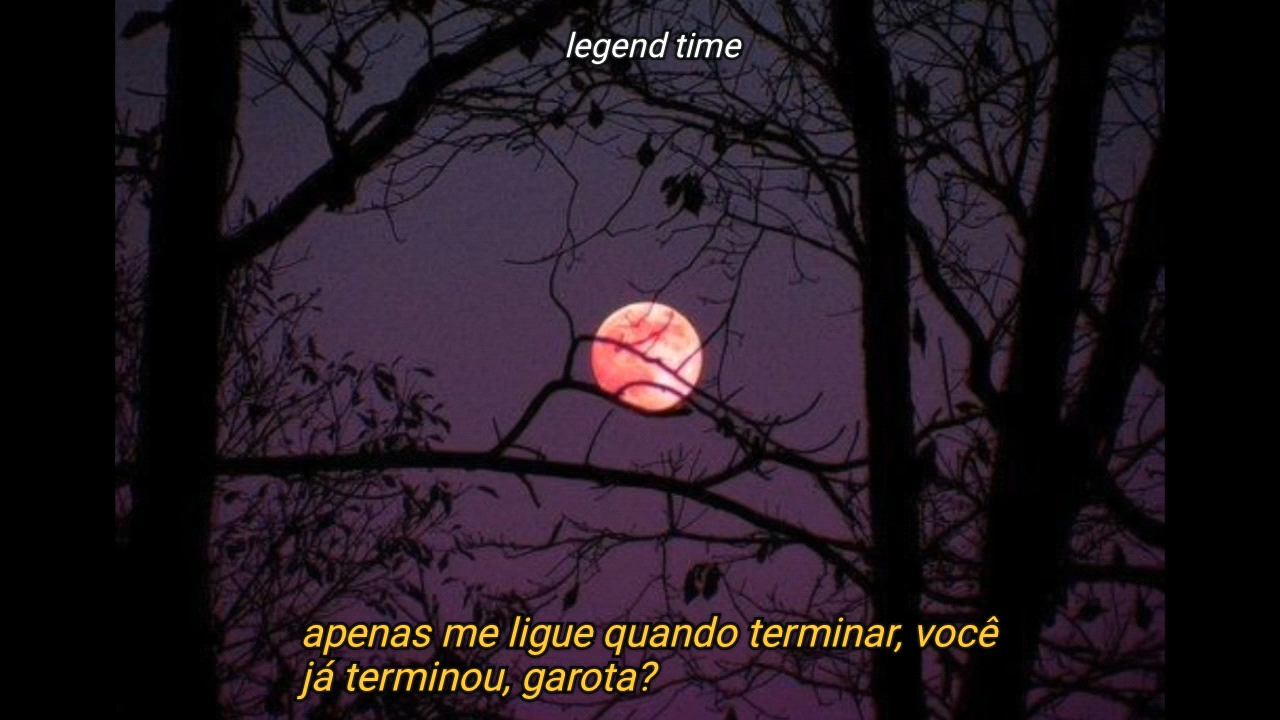 legend time
apenas me ligue quando terminar, você
já terminou, garota?